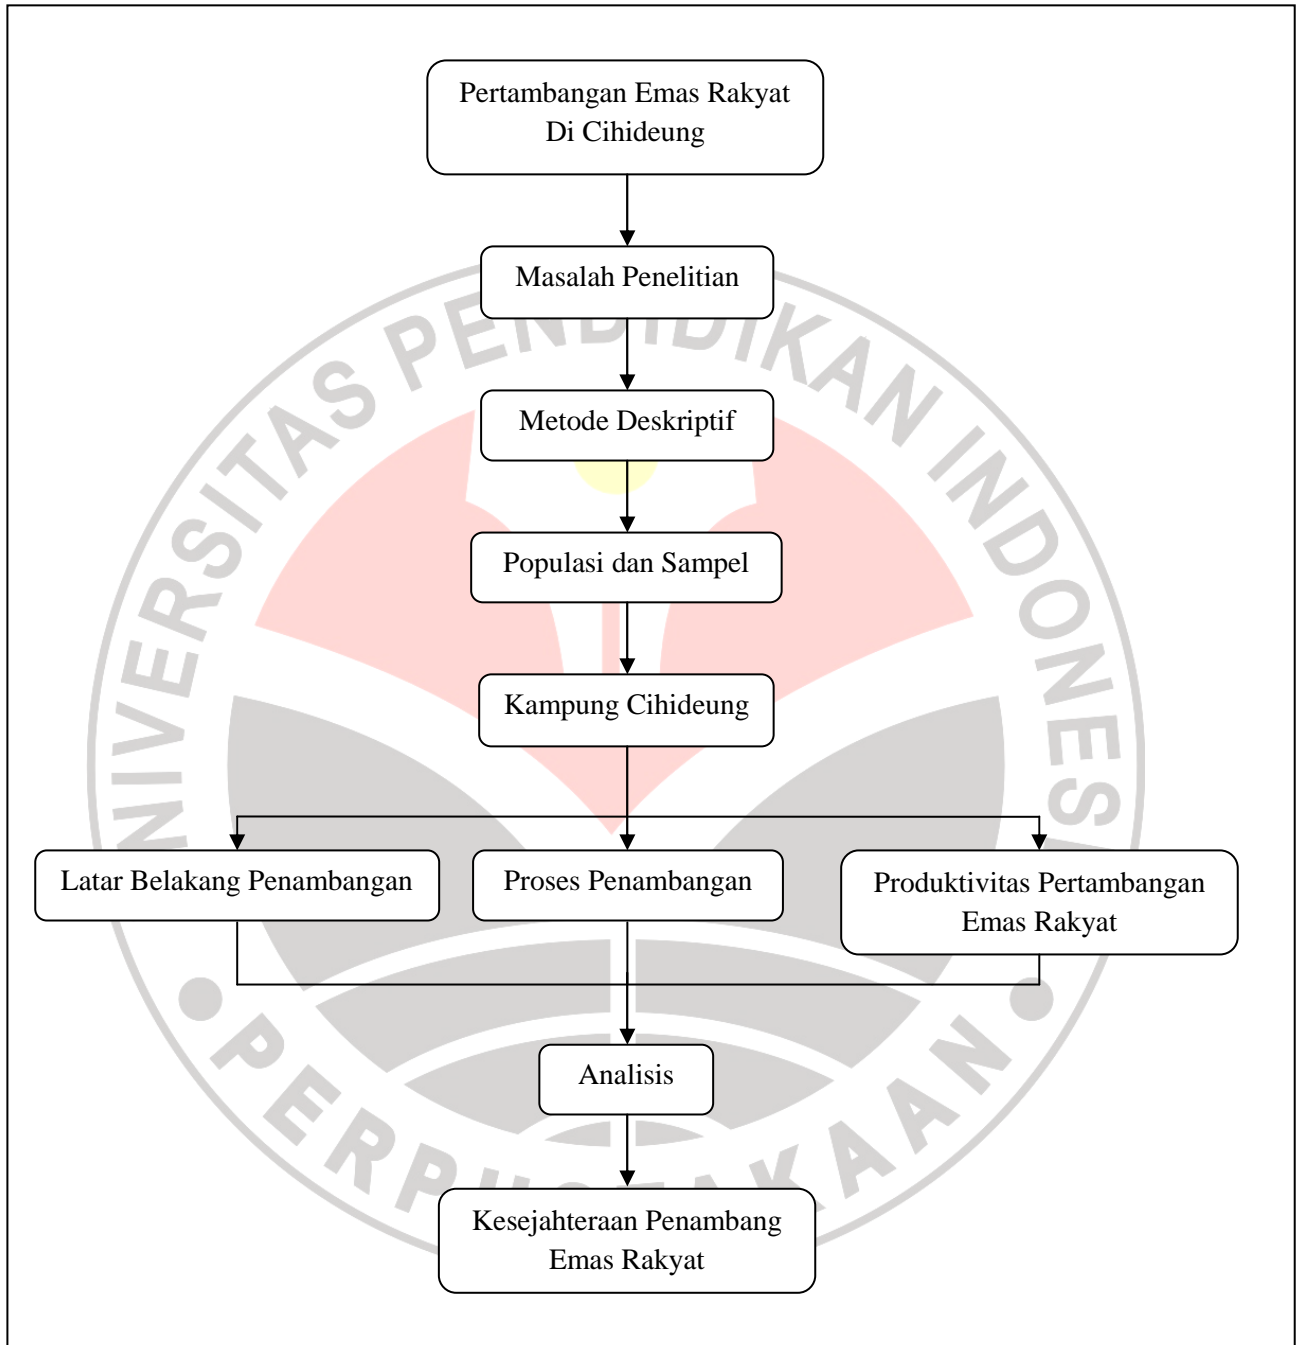 Pertambangan Emas Rakyat
Di Cihideung
Masalah Penelitian
Metode Deskriptif
Populasi dan Sampel
Kampung Cihideung
Latar Belakang Penambangan
Proses Penambangan
Produktivitas Pertambangan
Emas Rakyat
Analisis
Kesejahteraan Penambang
Emas Rakyat
UNIVERSITAS PENDIDIKAN INDONESIA
PERPUSTAKAAN